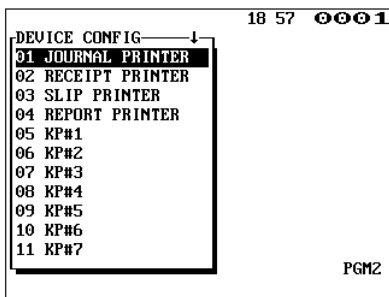 18 57 0001
DEVICE CONFIG ↓
01 JOURNAL PRINTER
02 RECEIPT PRINTER
03 SLIP PRINTER
04 REPORT PRINTER
05 KP#1
06 KP#2
07 KP#3
08 KP#4
09 KP#5
10 KP#6
11 KP#7
PGM2